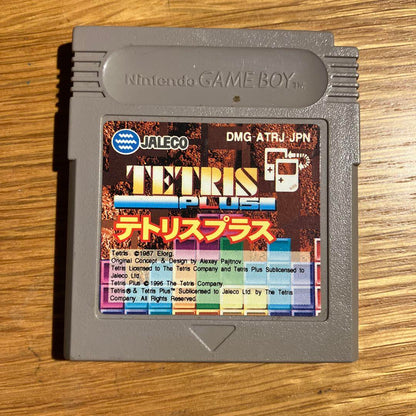 Nintendo GAME BOY TM
JALECO
DMG-ATRJ-JPN
TETRIS
PLUS
テトリスプラス
Tetris ©1987 Elorg.
Original Concept & Design by Alexey Pajitnov.
Tetris Licensed to The Tetris Company and Tetris Plus Sublicensed to
Jaleco Ltd.
Tetris Plus ©1996 The Tetris Company
Tetris® & Tetris Plus™ Sublicensed to Jaleco Ltd. by The Tetris
Company. All Rights Reserved